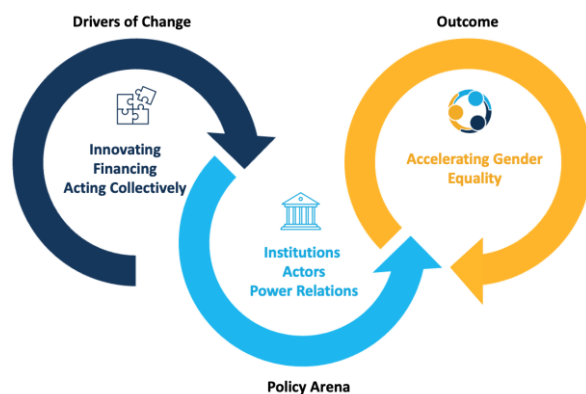 Drivers of Change
Innovating
Financing
Acting Collectively
Institutions
Actors
Power Relations
Policy Arena
Outcome
Accelerating Gender
Equality